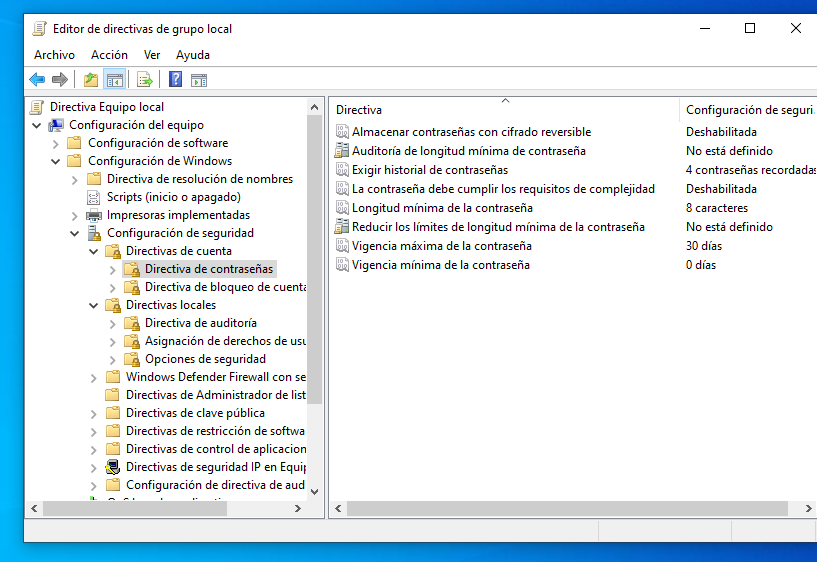 Editor de directivas de grupo local
Archivo Acción Ver Ayuda
Directiva Equipo local
Configuración del equipo
Configuración de software
Configuración de Windows
Directiva de resolución de nombres
Scripts (inicio o apagado)
Impresoras implementadas
Configuración de seguridad
Directivas de cuenta
Directiva de contraseñas
Directiva de bloqueo de cuenta
Directivas locales
Directiva de auditoría
Asignación de derechos de usu
Opciones de seguridad
Windows Defender Firewall con se
Directivas de Administrador de list
Directivas de clave pública
Directivas de restricción de softwa
Directivas de control de aplicacion
Directivas de seguridad IP en Equip
Configuración de directiva de aud
Directiva Configuración de seguri
Almacenar contraseñas con cifrado reversible Deshabilitada
Auditoría de longitud mínima de contraseña No está definido
Exigir historial de contraseñas 4 contraseñas recordadas
La contraseña debe cumplir los requisitos de complejidad Deshabilitada
Longitud mínima de la contraseña 8 caracteres
Reducir los límites de longitud mínima de la contraseña No está definido
Vigencia máxima de la contraseña 30 días
Vigencia mínima de la contraseña 0 días